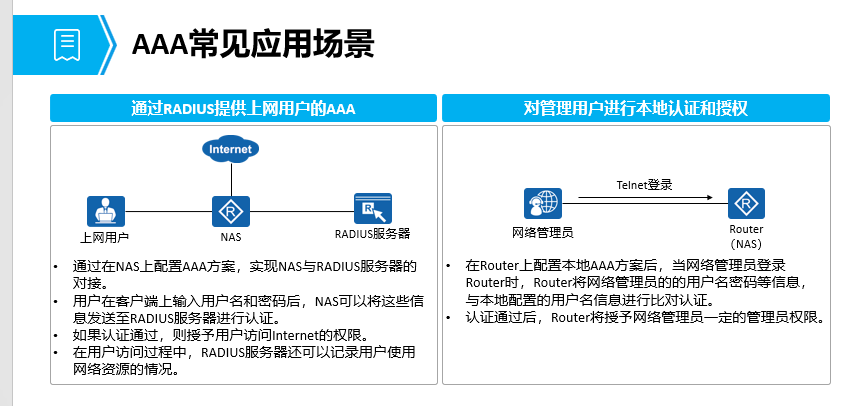 AAA常见应用场景
通过RADIUS提供上网用户的AAA
Internet
上网用户
NAS
RADIUS服务器
• 通过在NAS上配置AAA方案，实现NAS与RADIUS服务器的
对接。
• 用户在客户端上输入用户名和密码后，NAS可以将这些信
息发送至RADIUS服务器进行认证。
• 如果认证通过，则授予用户访问Internet的权限。
• 在用户访问过程中，RADIUS服务器还可以记录用户使用
网络资源的情况。
对管理用户进行本地认证和授权
Telnet登录
网络管理员
Router
（NAS）
• 在Router上配置本地AAA方案后，当网络管理员登录
Router时，Router将网络管理员的的用户名密码等信息，
与本地配置的用户名信息进行比对认证。
• 认证通过后，Router将授予网络管理员一定的管理员权限。